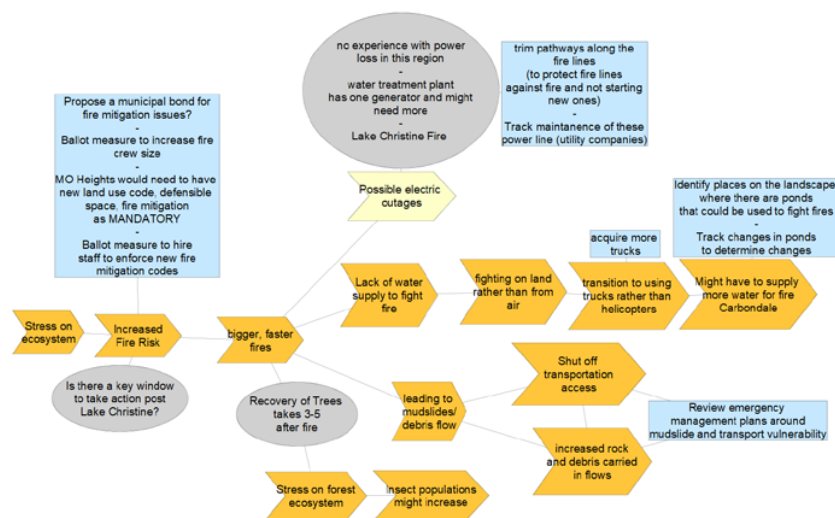 no experience with power
loss in this region
-
water treatment plant
has one generator and might
need more
-
Lake Christine Fire
trim pathways along the
fire lines
(to protect fire lines
against fire and not starting
new ones)
-
Track maintanence of these
power line (utility companies)
Propose a municipal bond for
fire mitigation issues?
-
Ballot measure to increase fire
crew size
-
MO Heights would need to have
new land use code, defensible
space, fire mitigation
as MANDATORY
-
Ballot measure to hire
staff to enforce new fire
mitigation codes
Possible electric
outages
Identify places on the landscape
where there are ponds
that could be used to fight fires
-
Track changes in ponds
to determine changes
acquire more
trucks
Lack of water
supply to fight
fire
fighting on land
rather than from
air
transition to using
trucks rather than
helicopters
Might have to supply
more water for fire
Carbondale
Stress on
ecosystem
Increased
Fire Risk
bigger, faster
fires
Is there a key window
to take action post
Lake Christine?
Recovery of Trees
takes 3-5
after fire
leading to
mudslides/
debris flow
Shut off
transportation
access
Review emergency
management plans around
mudslide and transport vulnerability
increased rock
and debris carried
in flows
Stress on forest
ecosystem
Insect populations
might increase